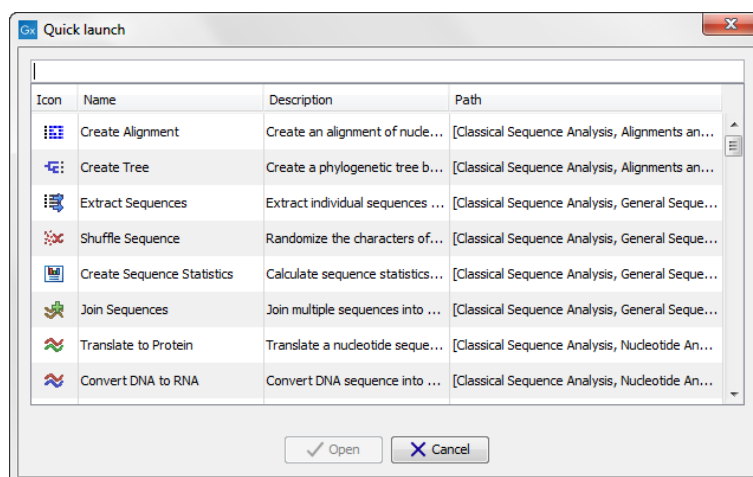 Gx Quick launch
Icon Name Description Path
Create Alignment Create an alignment of nucle... [Classical Sequence Analysis, Alignments an...
Create Tree Create a phylogenetic tree b... [Classical Sequence Analysis, Alignments an...
Extract Sequences Extract individual sequences ... [Classical Sequence Analysis, General Seque...
Shuffle Sequence Randomize the characters of... [Classical Sequence Analysis, General Seque...
Create Sequence Statistics Calculate sequence statistics... [Classical Sequence Analysis, General Seque...
Join Sequences Join multiple sequences into ... [Classical Sequence Analysis, General Seque...
Translate to Protein Translate a nucleotide seque... [Classical Sequence Analysis, Nucleotide An...
Convert DNA to RNA Convert DNA sequence into ... [Classical Sequence Analysis, Nucleotide An...
Open Cancel